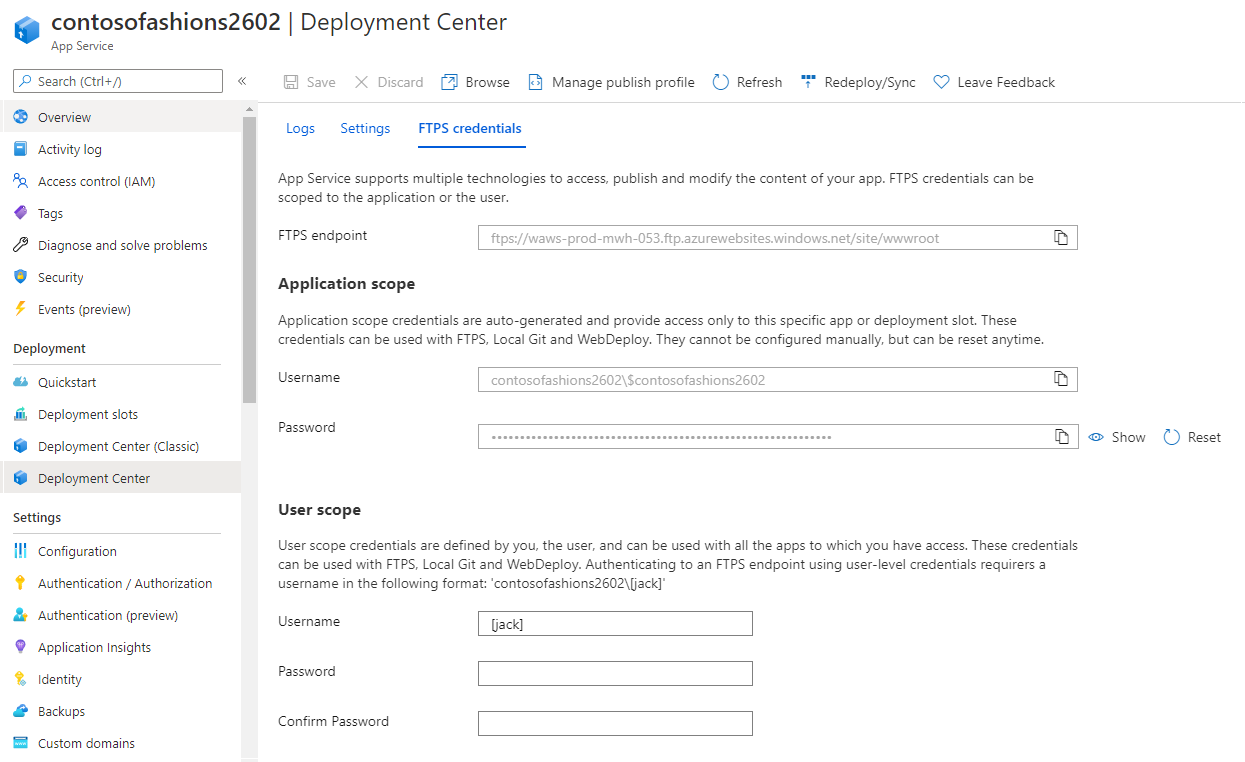 contosofashions2602 | Deployment Center
App Service
Search (Ctrl+/)
«
Save
Discard
Browse
Manage publish profile
Refresh
Redeploy/Sync
Leave Feedback
Overview
Activity log
Access control (IAM)
Tags
Diagnose and solve problems
Security
Events (preview)
Deployment
Quickstart
Deployment slots
Deployment Center (Classic)
Deployment Center
Settings
Configuration
Authentication / Authorization
Authentication (preview)
Application Insights
Identity
Backups
Custom domains
Logs
Settings
FTPS credentials
App Service supports multiple technologies to access, publish and modify the content of your app. FTPS credentials can be
scoped to the application or the user.
FTPS endpoint
ftps://waws-prod-mwh-053.ftp.azurewebsites.windows.net/site/wwwroot
Application scope
Application scope credentials are auto-generated and provide access only to this specific app or deployment slot. These
credentials can be used with FTPS, Local Git and WebDeploy. They cannot be configured manually, but can be reset anytime.
Username
contosofashions2602\$contosofashions2602
Password
Show
Reset
User scope
User scope credentials are defined by you, the user, and can be used with all the apps to which you have access. These credentials
can be used with FTPS, Local Git and WebDeploy. Authenticating to an FTPS endpoint using user-level credentials requirers a
username in the following format: 'contosofashions2602\[jack]'
Username
[jack]
Password
Confirm Password